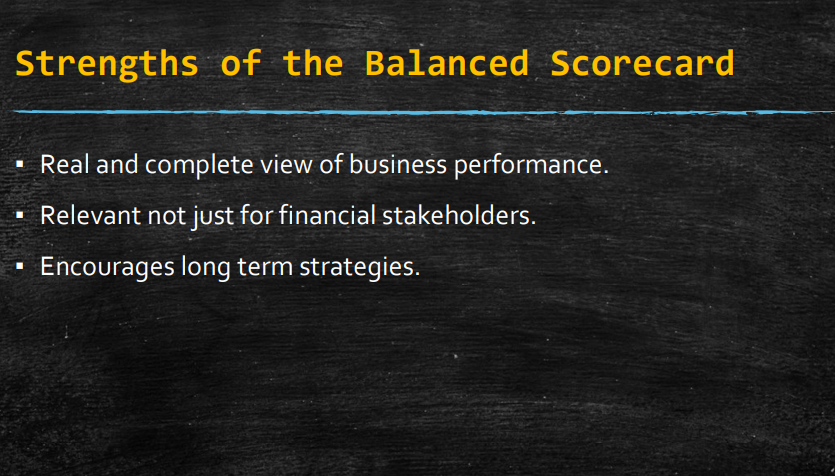 Strengths of the Balanced Scorecard
▪ Real and complete view of business performance.
▪ Relevant not just for financial stakeholders.
▪ Encourages long term strategies.